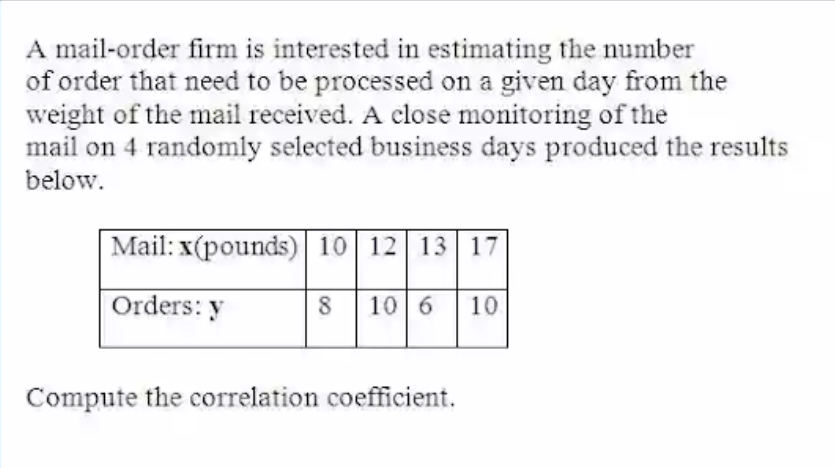 A mail-order firm is interested in estimating the number
of order that need to be processed on a given day from the
weight of the mail received. A close monitoring of the
mail on 4 randomly selected business days produced the results
below.
Mail: x(pounds) 10 12 13 17
Orders: y 8 10 6 10
Compute the correlation coefficient.